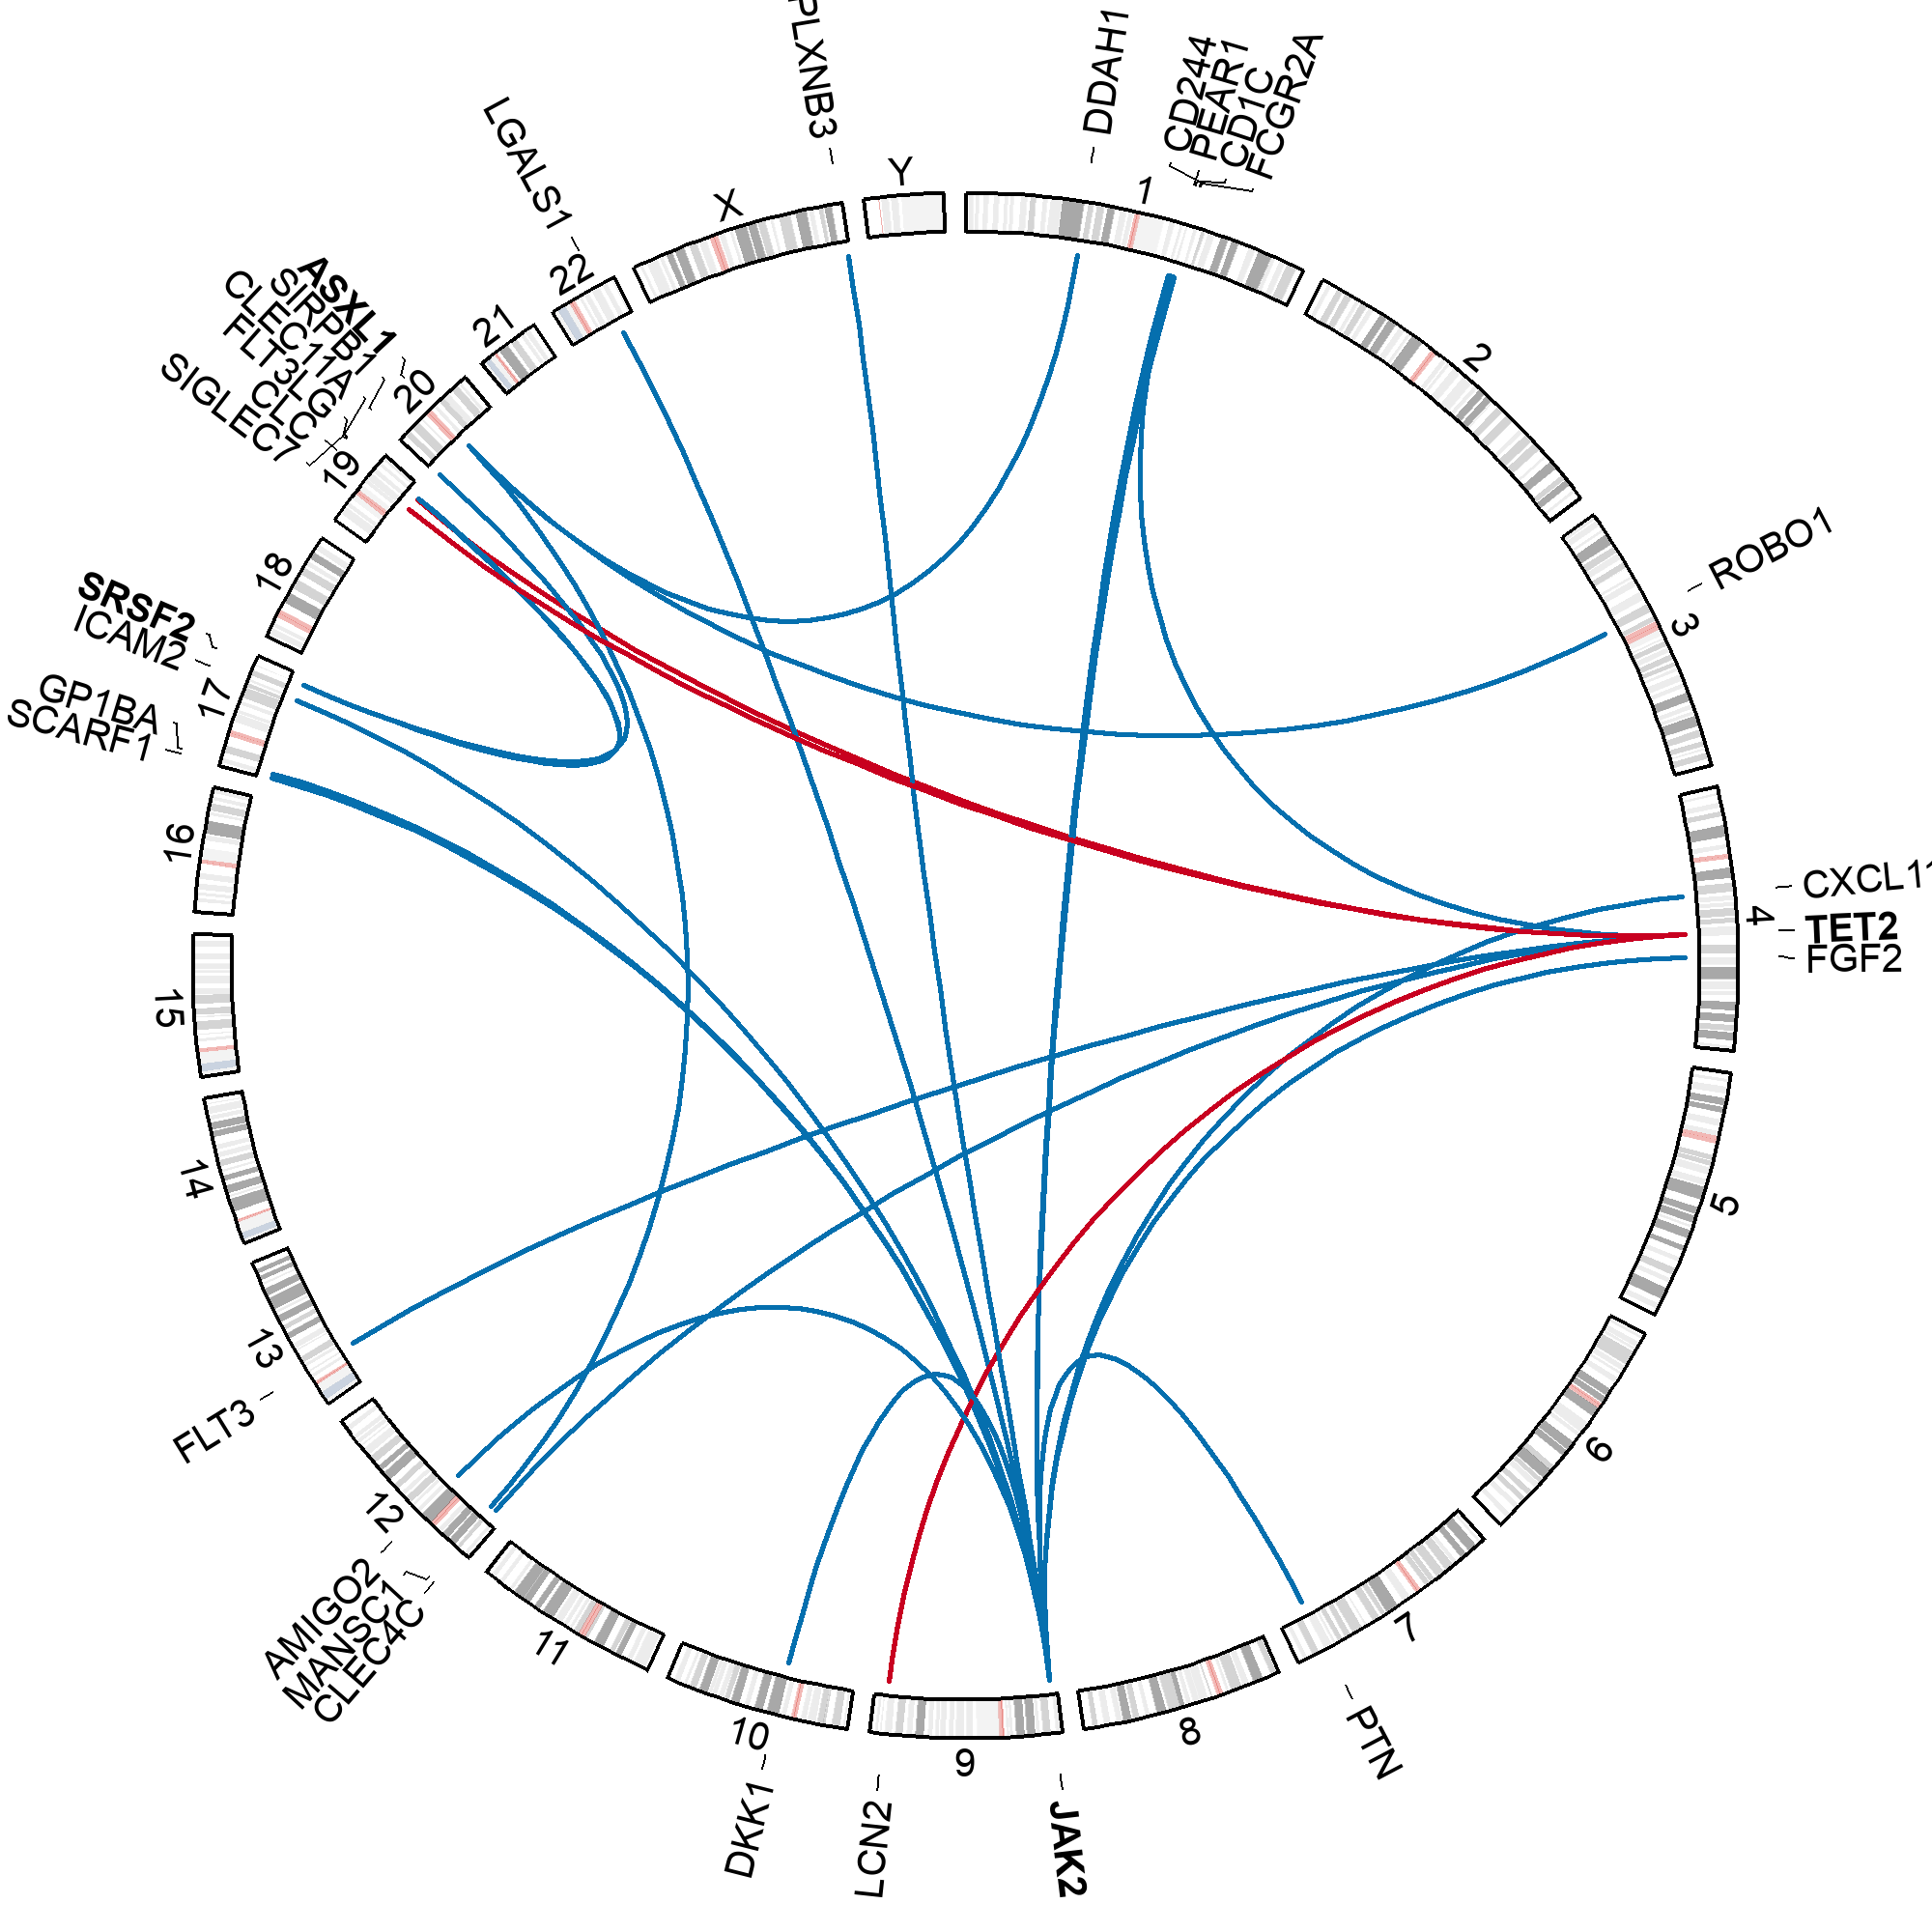 PLXNB3
DDAH1
CD244
PEAR1
CD1C
FCGR2A
LGALS1
X
Y
1
22
2
ASXL1
SIRPB1
CLEC11A
FLT3LG
CLC
SIGLEC7
21
20
19
ROBO1
3
18
SRSF2
ICAM2
17
GP1BA
SCARF1
16
CXCL11
4
TET2
FGF2
15
14
5
13
FLT3
6
12
AMIGO2
MANSC1
CLEC4C
11
7
PTN
10
9
8
DKK1
LCN2
JAK2